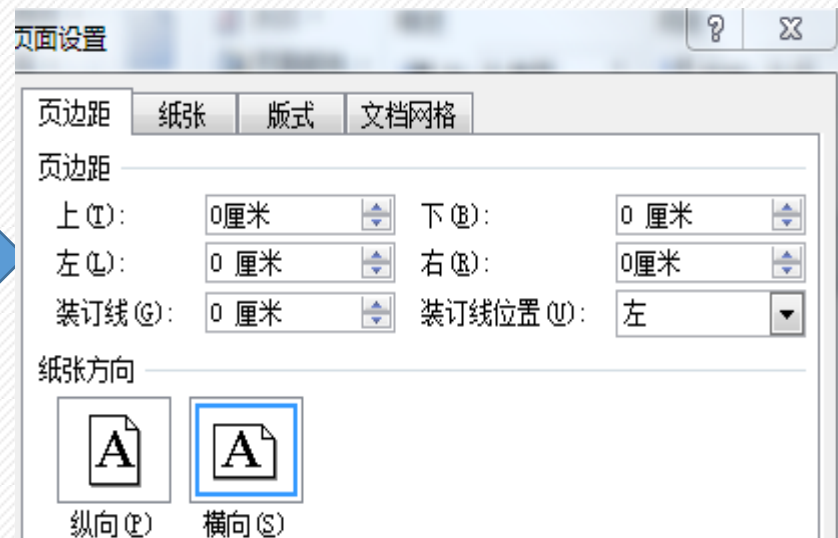 页面设置
页边距 纸张 版式 文档网格
页边距
上(T): 0厘米 下(B): 0 厘米
左(L): 0 厘米 右(R): 0厘米
装订线(G): 0 厘米 装订线位置(U): 左
纸张方向
A A
纵向(P) 横向(S)